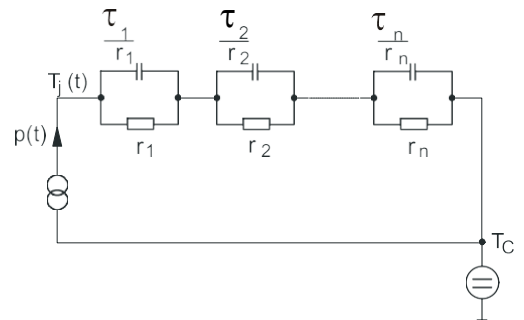 τ1/r1 τ2/r2 τn/rn
Tj(t)
p(t)
r1 r2 rn
TC